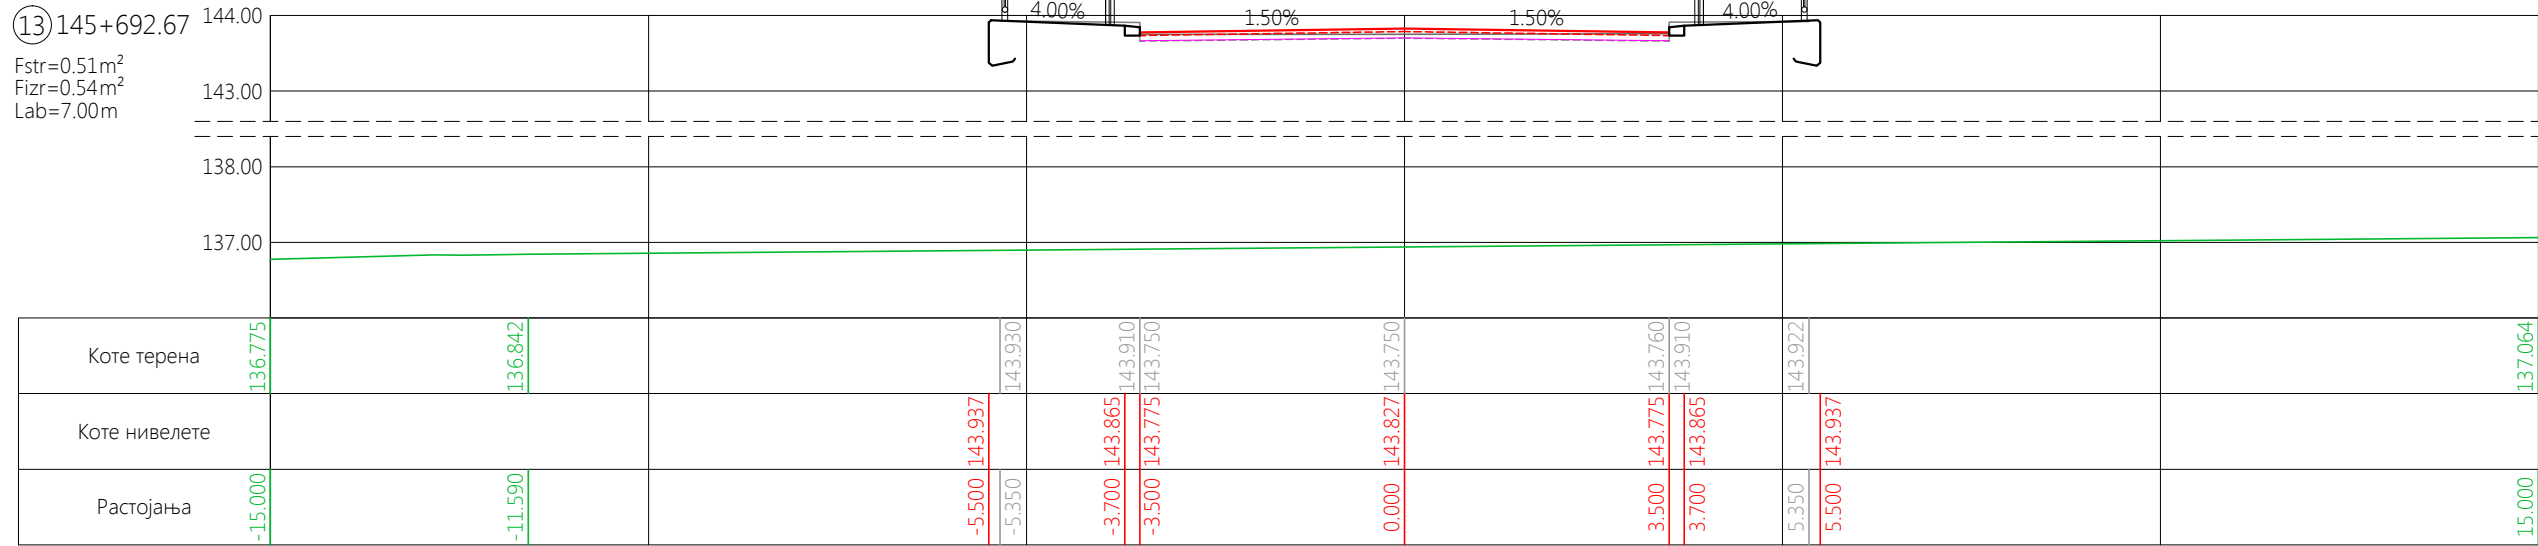 13 145+692.67
Fstr=0.51m²
Fizr=0.54m²
Lab=7.00m
144.00
143.00
138.00
137.00
4.00% 1.50% 1.50% 4.00%
Коте терена 136.775 136.842 143.930 143.910 143.750 143.750 143.760 143.910 143.922 137.064
Коте нивелете 143.937 143.865 143.775 143.827 143.775 143.865 143.937
Растојања -15.000 -11.590 -5.500 -5.350 -3.700 -3.500 0.000 3.500 3.700 5.350 5.500 15.000